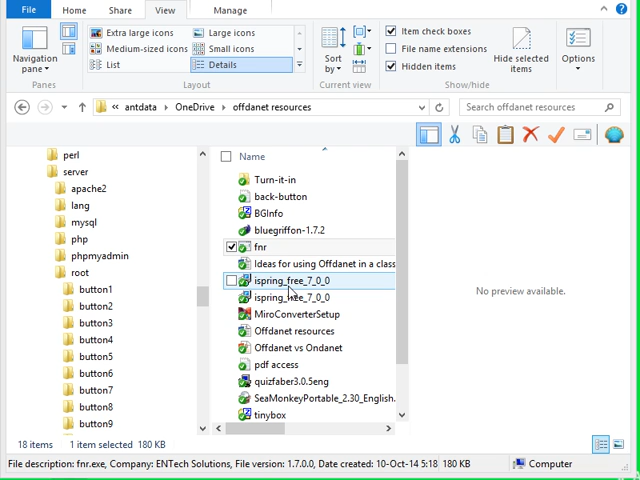 File Home Share View Manage
Extra large icons Large icons
Medium-sized icons Small icons
List Details
Navigation pane
Panes
Layout
Sort by
Current view
Item check boxes
File name extensions
Hidden items
Show/hide
Hide selected items
Options
« antdata OneDrive offdanet resources
Search offdanet resources
perl
server
apache2
lang
mysql
php
phpmyadmin
root
button1
button2
button3
button4
button5
button6
button7
button8
button9
Name
Turn-it-in
back-button
BGInfo
bluegriffon-1.7.2
fnr
Ideas for using Offdanet in a class
ispring_free_7_0_0
ispring_free_7_0_0
MiroConverterSetup
Offdanet resources
Offdanet vs Ondanet
pdf access
quizfaber3.0.5eng
SeaMonkeyPortable_2.30_English.
tinybox
No preview available.
18 items 1 item selected 180 KB
File description: fnr.exe, Company: ENTech Solutions, File version: 1.7.0.0, Date created: 10-Oct-14 5:18 180 KB Computer